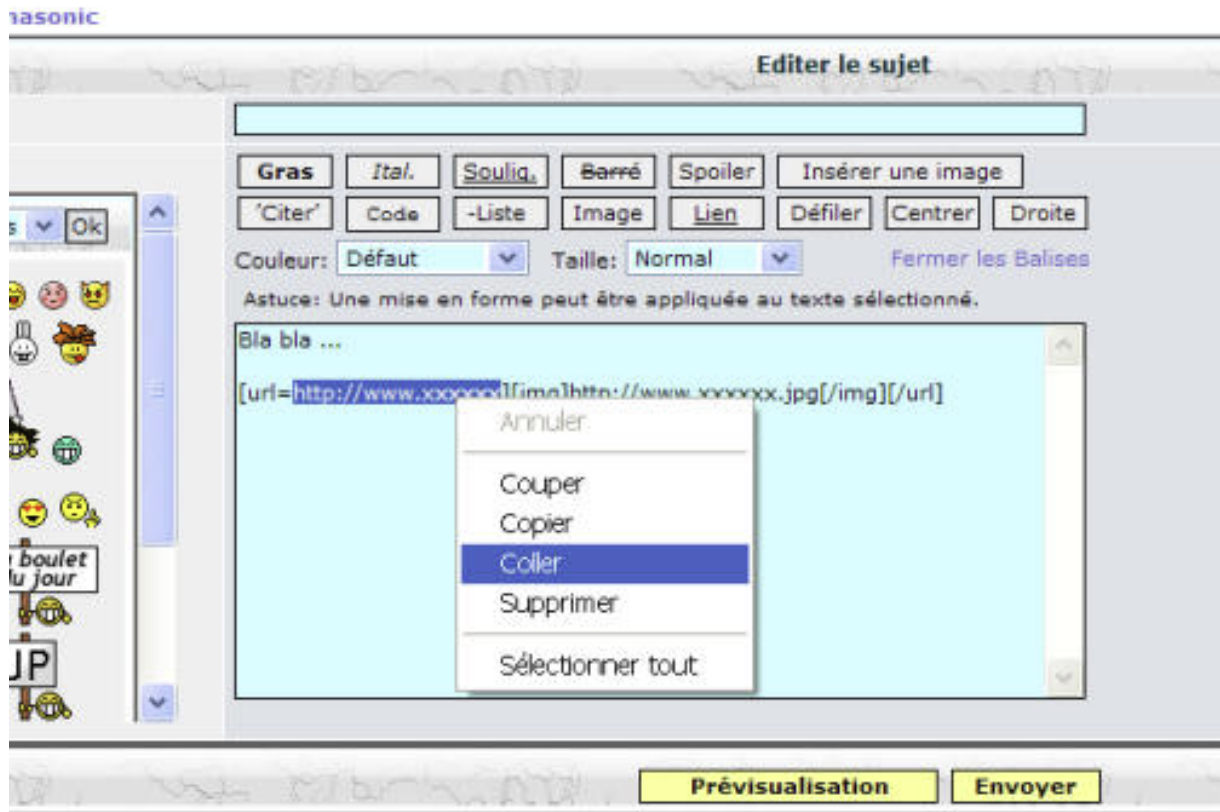 nasonic
Editer le sujet
Gras Ital. Soulig. Barré Spoiler Insérer une image
s Ok 'Citer' Code -Liste Image Lien Défiler Centrer Droite
Couleur: Défaut Taille: Normal Fermer les Balises
Astuce: Une mise en forme peut être appliquée au texte sélectionné.
Bla bla ...
[url=http://www.xxxxxxx][img]http://www.xxxxxx.jpg[/img][/url]
Annuler
Couper
Copier
Coller
Supprimer
Sélectionner tout
boulet
du jour
UP
Prévisualisation Envoyer